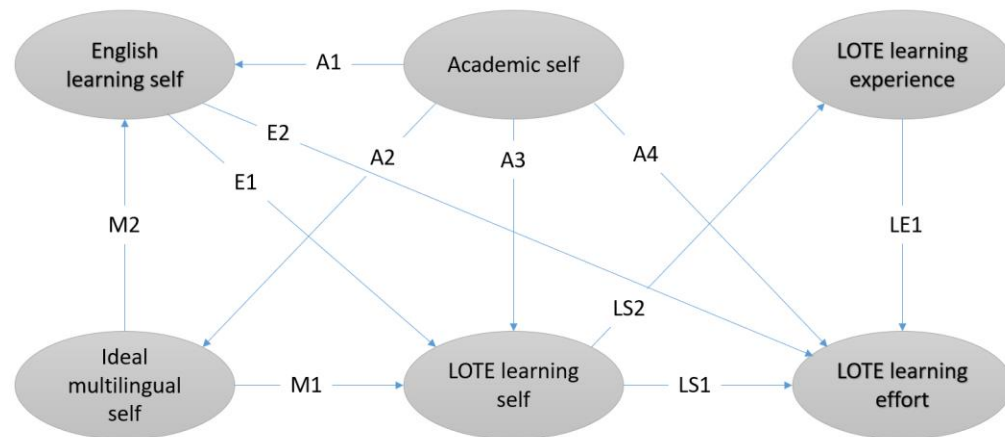 English
learning self
A1
Academic self
LOTE learning
experience
E2
A2
A3
A4
E1
M2
LE1
LS2
Ideal
multilingual
self
M1
LOTE learning
self
LS1
LOTE learning
effort